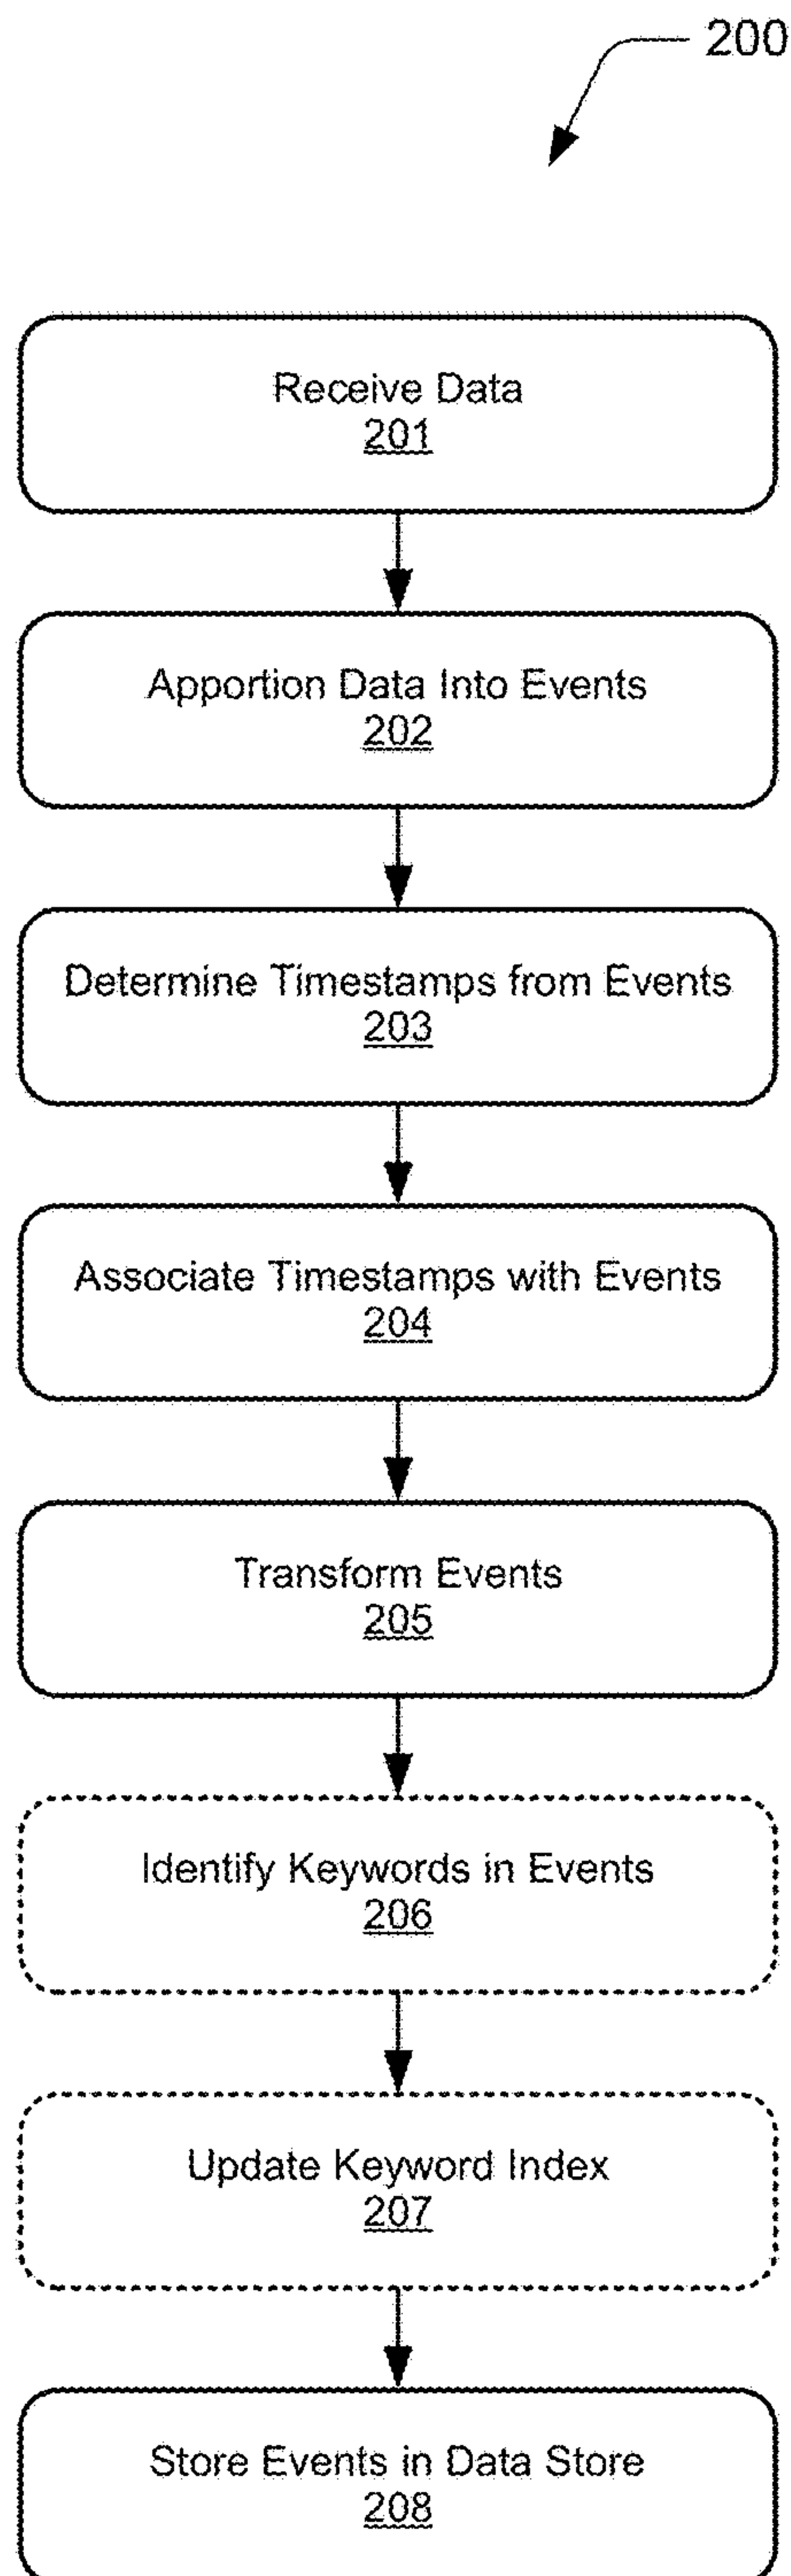 200
Receive Data
201
Apportion Data Into Events
202
Determine Timestamps from Events
203
Associate Timestamps with Events
204
Transform Events
205
Identify Keywords in Events
206
Update Keyword Index
207
Store Events in Data Store
208